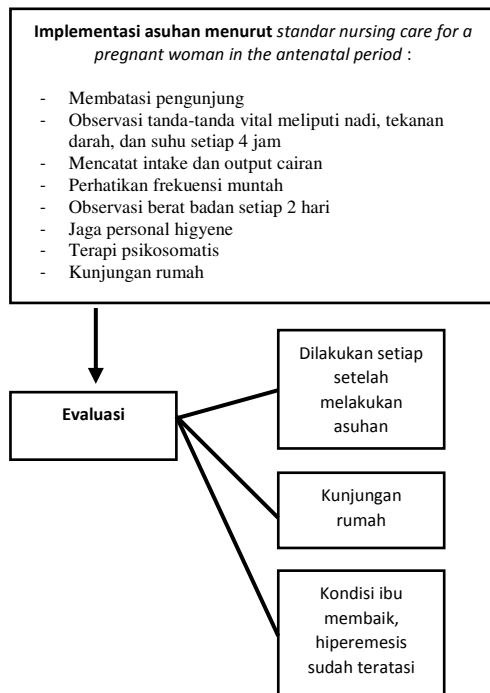 Implementasi asuhan menurut standar nursing care for a
pregnant woman in the antenatal period :
- Membatasi pengunjung
- Observasi tanda-tanda vital meliputi nadi, tekanan
darah, dan suhu setiap 4 jam
- Mencatat intake dan output cairan
- Perhatikan frekuensi muntah
- Observasi berat badan setiap 2 hari
- Jaga personal higyene
- Terapi psikosomatis
- Kunjungan rumah
Evaluasi
Dilakukan setiap
setelah
melakukan
asuhan
Kunjungan
rumah
Kondisi ibu
membaik,
hiperemesis
sudah teratasi